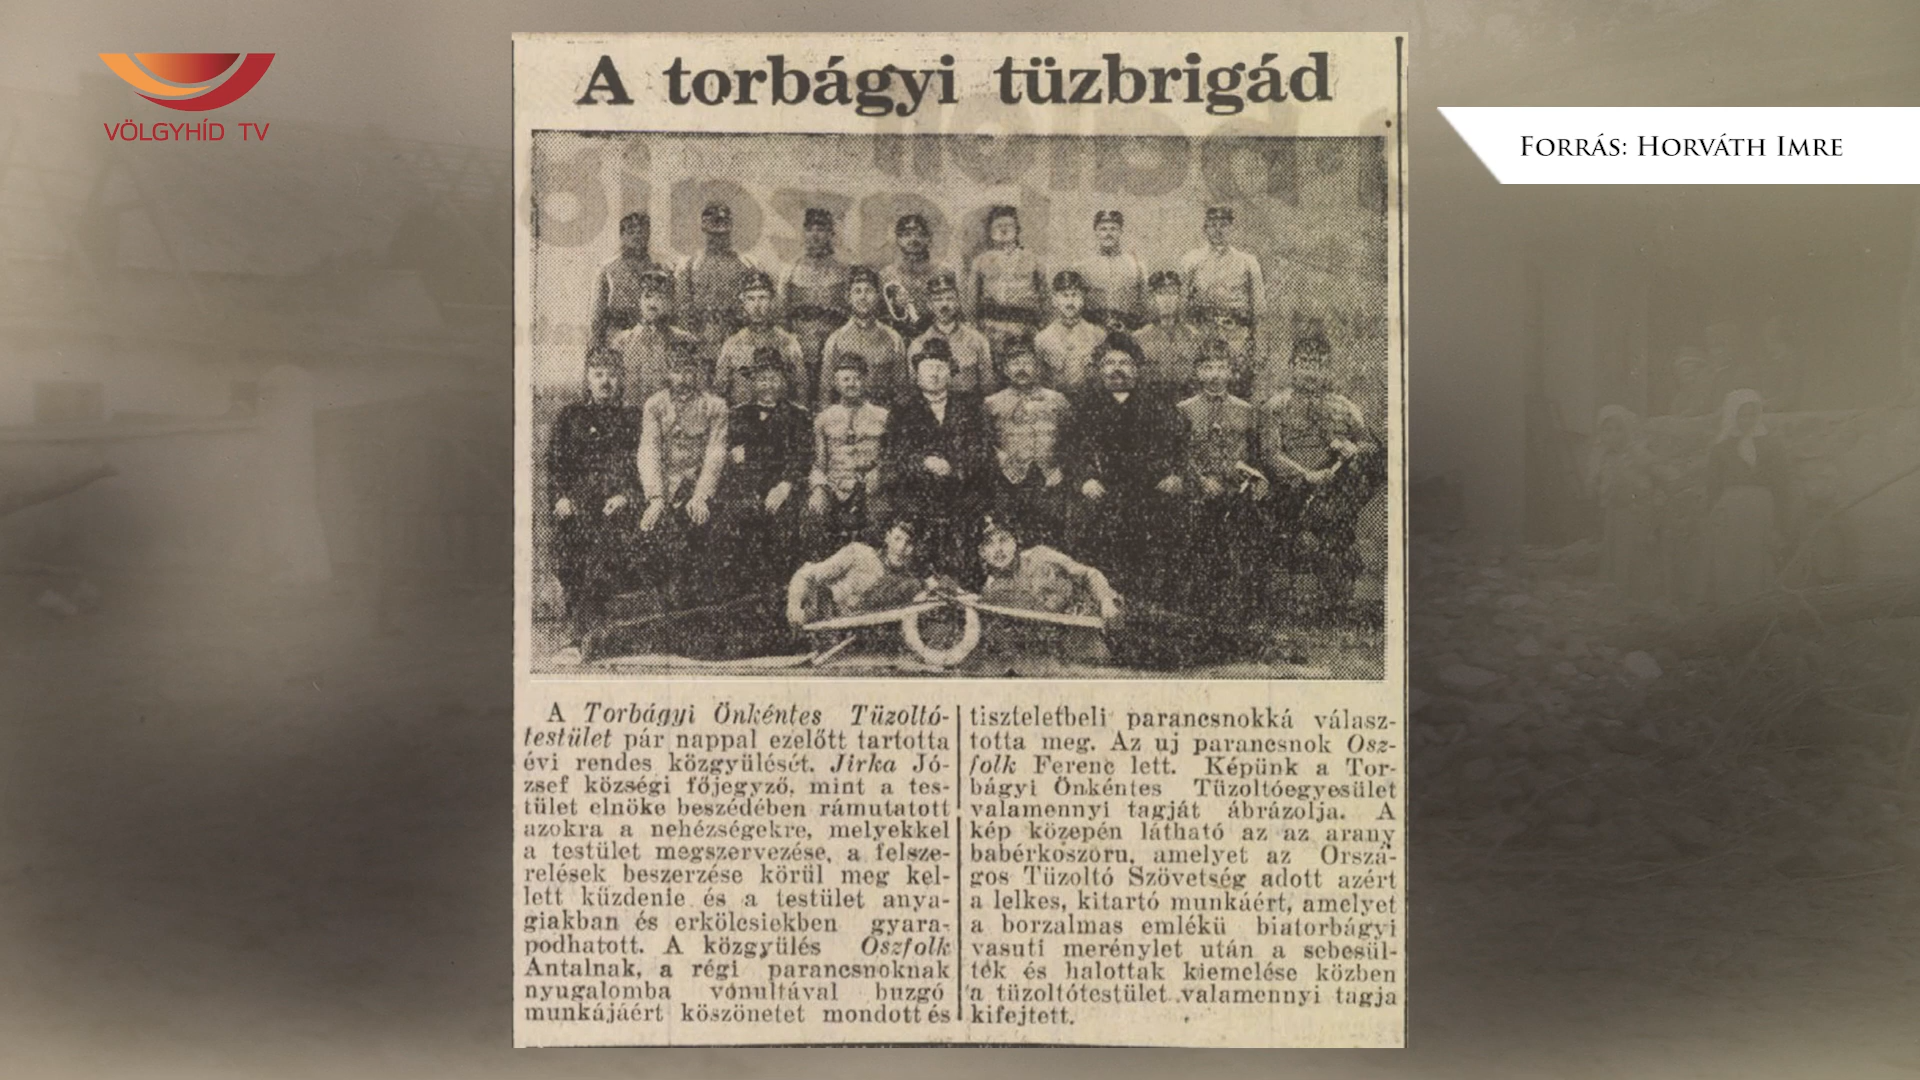 VÖLGYHÍD TV
FORRÁS: HORVÁTH IMRE
A torbágyi tüzbrigád
A Torbágyi Önkéntes Tüzoltó-
testület pár nappal ezelőtt tartotta
évi rendes közgyülését. Jirka Jó-
zsef községi főjegyző, mint a tes-
tület elnöke beszédében rámutatott
azokra a nehézségekre, melyekkel
a testület megszervezése, a felsze-
relések beszerzése körül meg kel-
lett küzdenie és a testület anya-
giakban és erkölcsiekben gyara-
podhatott. A közgyülés Oszfolk
Antalnak, a régi parancsnoknak
nyugalomba vonultával buzgó
munkájáért köszönetet mondott és
tiszteletbeli parancsnokká válasz-
totta meg. Az uj parancsnok Osz-
folk Ferenc lett. Képünk a Tor-
bágyi Önkéntes Tüzoltóegyesület
valamennyi tagját ábrázolja. A
kép közepén látható az az arany
babérkoszoru, amelyet az Orszá-
gos Tüzoltó Szövetség adott azért
a lelkes, kitartó munkáért, amelyet
a borzalmas emlékü biatorbágyi
vasuti merénylet után a sebesül-
tek és halottak kiemelése közben
a tüzoltótestület valamennyi tagja
kifejtett.